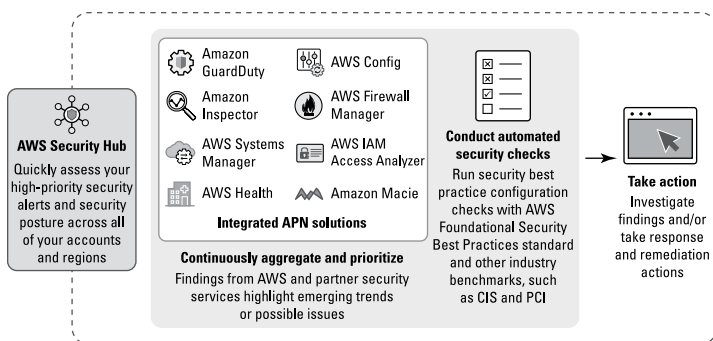 AWS Security Hub
Quickly assess your
high-priority security
alerts and security
posture across all
of your accounts
and regions
Amazon
GuardDuty
AWS Config
Amazon
Inspector
AWS Firewall
Manager
AWS Systems
Manager
AWS IAM
Access Analyzer
AWS Health
Amazon Macie
Integrated APN solutions
Continuously aggregate and prioritize
Findings from AWS and partner security
services highlight emerging trends
or possible issues
Conduct automated
security checks
Run security best
practice configuration
checks with AWS
Foundational Security
Best Practices standard
and other industry
benchmarks, such
as CIS and PCI
Take action
Investigate
findings and/or
take response
and remediation
actions